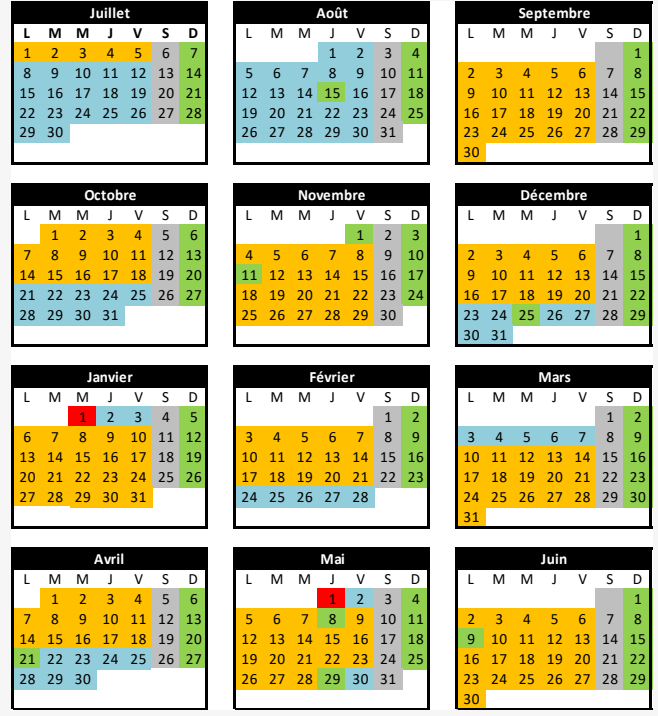 Juillet Août Septembre
L M M J V S D L M M J V S D L M M J V S D
1 2 3 4 5 6 7 1 2 3 4 1
8 9 10 11 12 13 14 5 6 7 8 9 10 11 2 3 4 5 6 7 8
15 16 17 18 19 20 21 12 13 14 15 16 17 18 9 10 11 12 13 14 15
22 23 24 25 26 27 28 19 20 21 22 23 24 25 16 17 18 19 20 21 22
29 30 26 27 28 29 30 31 23 24 25 26 27 28 29
30
Octobre Novembre Décembre
L M M J V S D L M M J V S D L M M J V S D
1 2 3 4 5 6 1 2 3 1
7 8 9 10 11 12 13 4 5 6 7 8 9 10 2 3 4 5 6 7 8
14 15 16 17 18 19 20 11 12 13 14 15 16 17 9 10 11 12 13 14 15
21 22 23 24 25 26 27 18 19 20 21 22 23 24 16 17 18 19 20 21 22
28 29 30 31 25 26 27 28 29 30 23 24 25 26 27 28 29
30 31
Janvier Février Mars
L M M J V S D L M M J V S D L M M J V S D
1 2 3 4 5 1 2 1 2
6 7 8 9 10 11 12 3 4 5 6 7 8 9 3 4 5 6 7 8 9
13 14 15 16 17 18 19 10 11 12 13 14 15 16 10 11 12 13 14 15 16
20 21 22 23 24 25 26 17 18 19 20 21 22 23 17 18 19 20 21 22 23
27 28 29 30 31 24 25 26 27 28 24 25 26 27 28 29 30
31
Avril Mai Juin
L M M J V S D L M M J V S D L M M J V S D
1 2 3 4 5 6 1 2 3 4 1
7 8 9 10 11 12 13 5 6 7 8 9 10 11 2 3 4 5 6 7 8
14 15 16 17 18 19 20 12 13 14 15 16 17 18 9 10 11 12 13 14 15
21 22 23 24 25 26 27 19 20 21 22 23 24 25 16 17 18 19 20 21 22
28 29 30 26 27 28 29 30 31 23 24 25 26 27 28 29
30